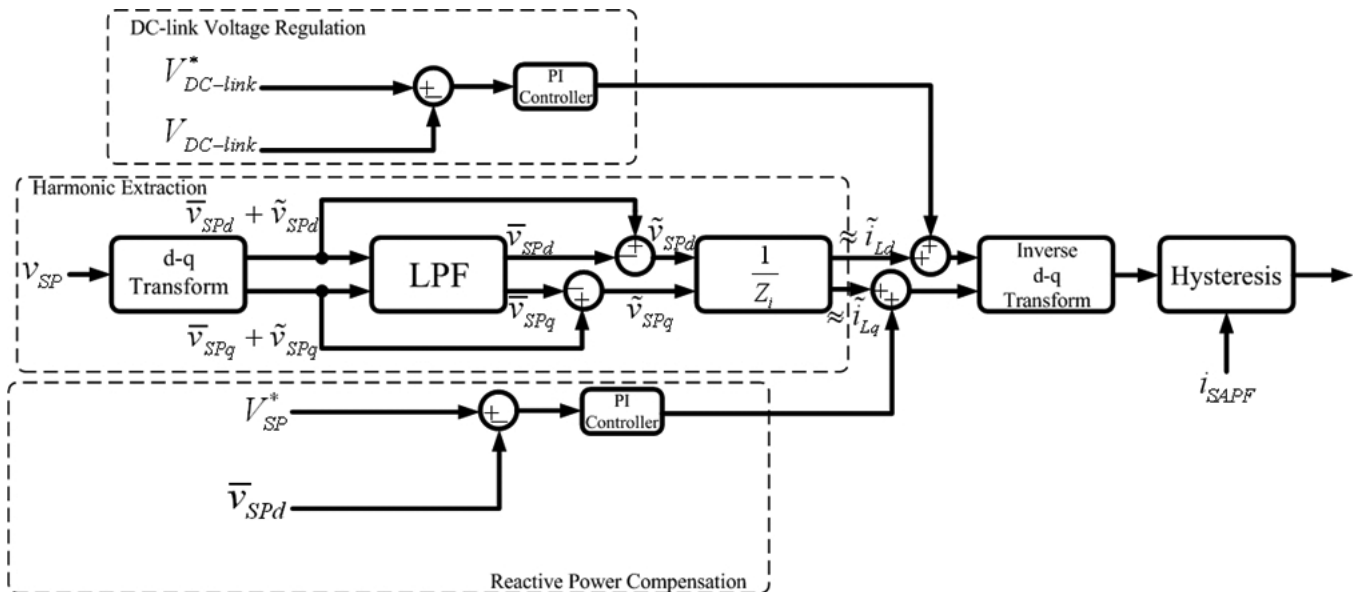 DC-link Voltage Regulation
V*DC−link
+
−
PI
Controller
VDC−link
Harmonic Extraction
v̅SPd + ṽSPd
vSP
d-q
Transform
LPF
v̅SPd
−
+
ṽSPd
v̅SPq
−
+
ṽSPq
v̅SPq + ṽSPq
1
Zi
≈ ĩLd
+
+
≈ ĩLq
+
+
Inverse
d-q
Transform
Hysteresis
iSAPF
V*SP
+
−
PI
Controller
v̅SPd
Reactive Power Compensation